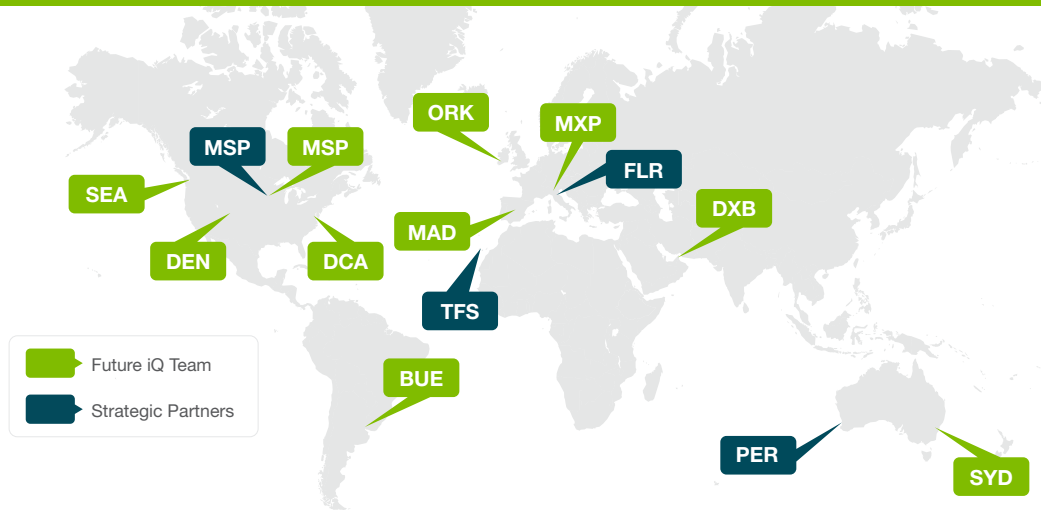 ORK
MXP
MSP
MSP
FLR
SEA
DXB
MAD
DEN
DCA
TFS
Future iQ Team
BUE
Strategic Partners
PER
SYD